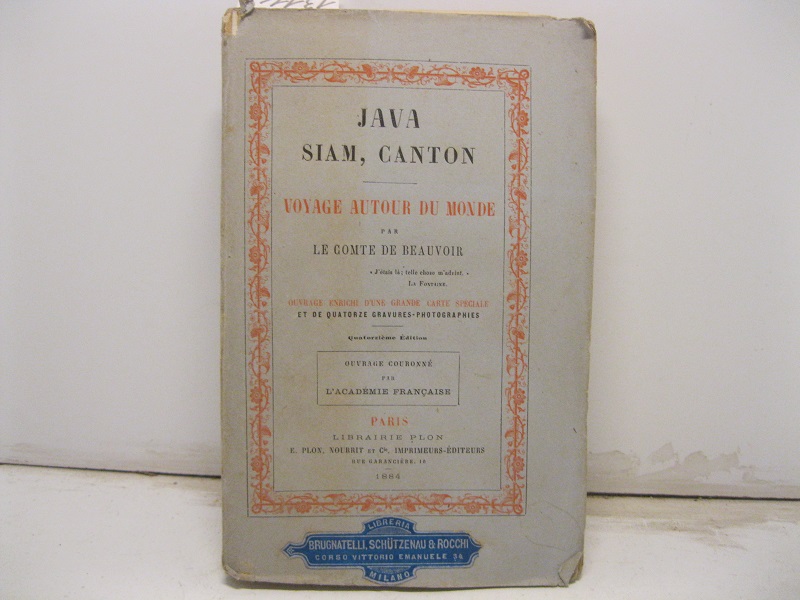 JAVA
SIAM, CANTON
VOYAGE AUTOUR DU MONDE
PAR
LE COMTE DE BEAUVOIR
« J'étais là; telle chose m'advint. »
LA FONTAINE.
OUVRAGE ENRICHI D'UNE GRANDE CARTE SPÉCIALE
ET DE QUATORZE GRAVURES-PHOTOGRAPHIES
Quatorzième Édition
OUVRAGE COURONNÉ
PAR
L'ACADÉMIE FRANÇAISE
PARIS
LIBRAIRIE PLON
E. PLON, NOURRIT ET Cie, IMPRIMEURS-ÉDITEURS
RUE GARANCIÈRE, 10
1884
LIBRERIA
BRUGNATELLI, SCHÜTZENAU & ROCCHI
CORSO VITTORIO EMANUELE 34
MILANO